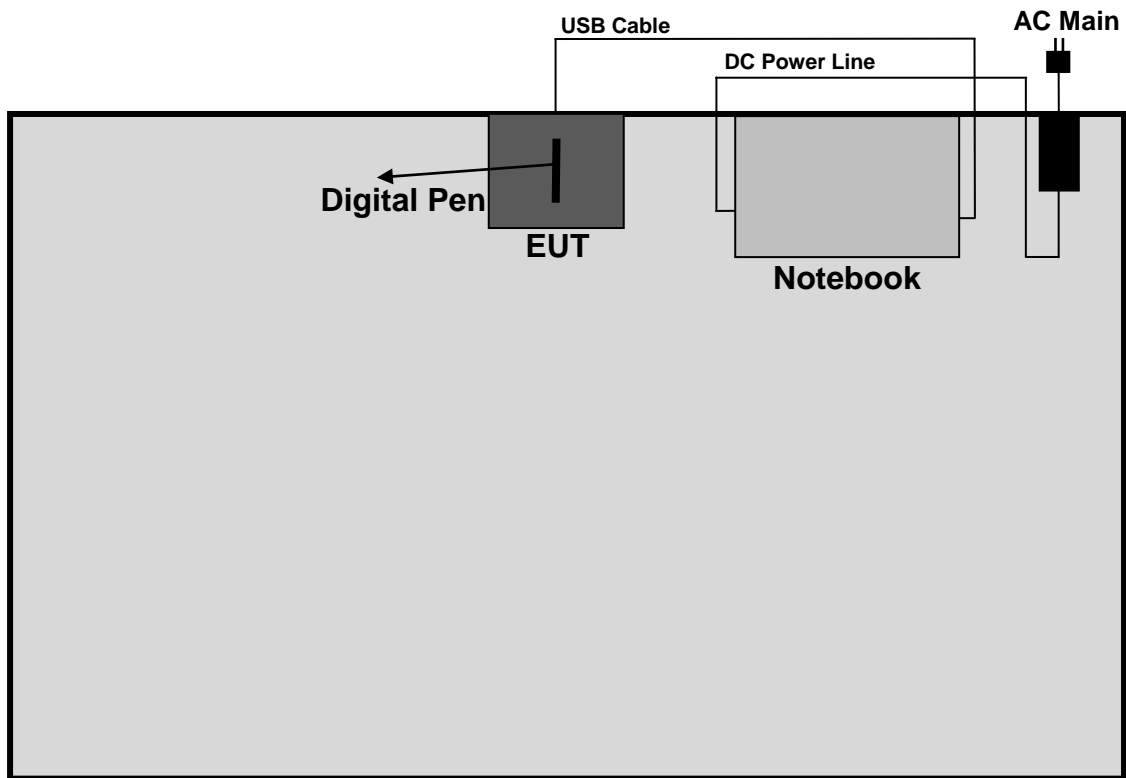 AC Main
USB Cable
DC Power Line
Digital Pen
EUT
Notebook